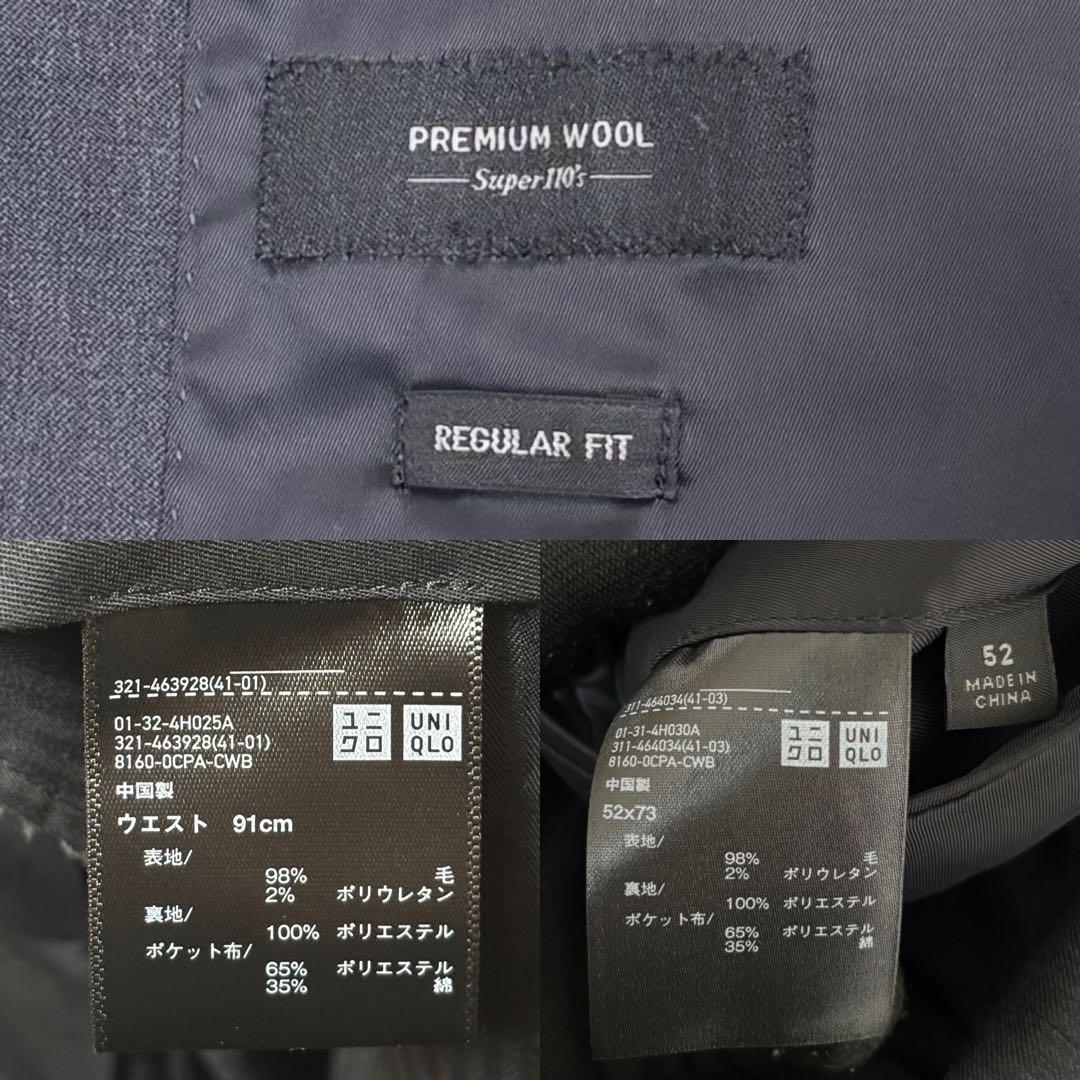 PREMIUM WOOL
Super110's
REGULAR FIT
321-463928(41-01)
01-32-4H025A
321-463928(41-01)
8160-0CPA-CWB
ユニクロ
UNIQLO
中国製
ウエスト 91cm
表地/
98% 毛
2% ポリウレタン
裏地/
100% ポリエステル
ポケット布/
65% ポリエステル
35% 綿
311-464034(41-03)
01-31-4H030A
311-464034(41-03)
8160-0CPA-CWB
ユニクロ
UNIQLO
中国製
52x73
表地/
98% 毛
2% ポリウレタン
裏地/
100% ポリエステル
ポケット布/
65% ポリエステル
35% 綿
52
MADE IN
CHINA